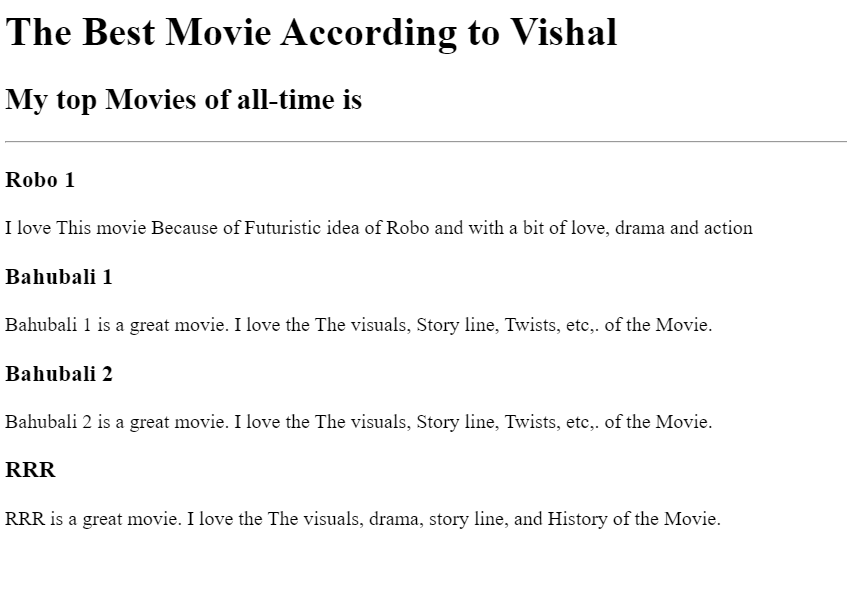 The Best Movie According to Vishal
My top Movies of all-time is
Robo 1
I love This movie Because of Futuristic idea of Robo and with a bit of love, drama and action
Bahubali 1
Bahubali 1 is a great movie. I love the The visuals, Story line, Twists, etc,. of the Movie.
Bahubali 2
Bahubali 2 is a great movie. I love the The visuals, Story line, Twists, etc,. of the Movie.
RRR
RRR is a great movie. I love the The visuals, drama, story line, and History of the Movie.